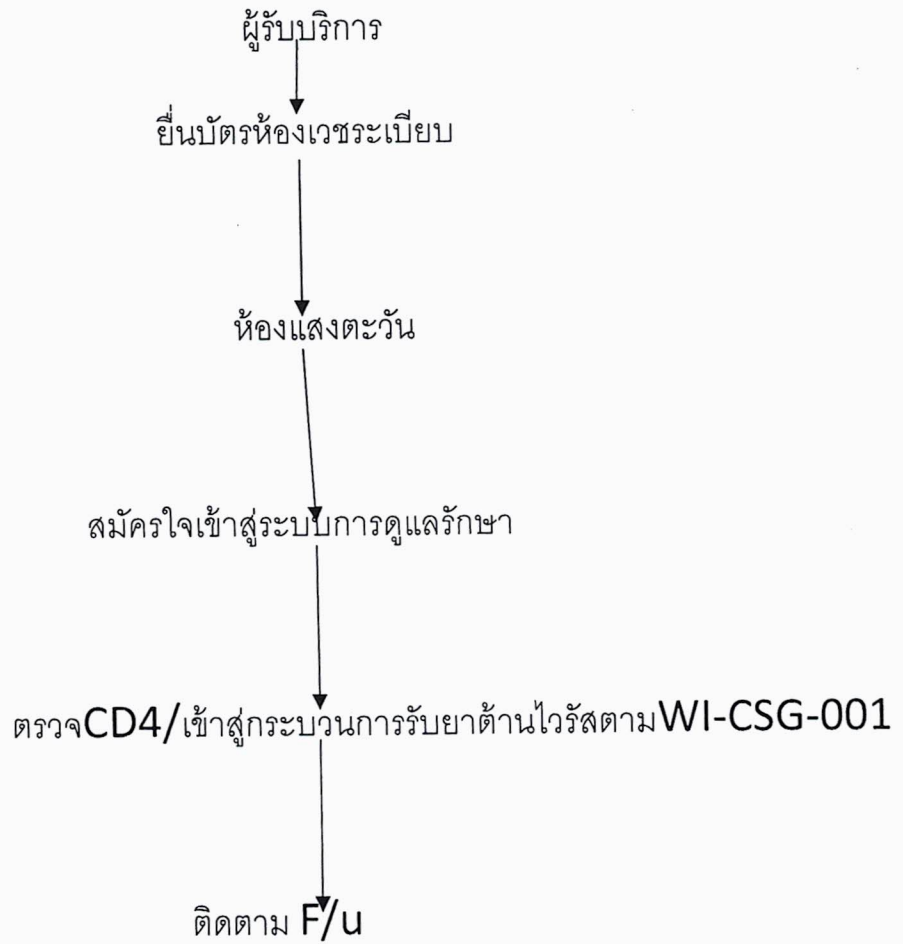 ผู้รับบริการ
ยื่นบัตรห้องเวชระเบียบ
ห้องแสงตะวัน
สมัครใจเข้าสู่ระบบการดูแลรักษา
ตรวจCD4/เข้าสู่กระบวนการรับยาต้านไวรัสตามWI-CSG-001
ติดตาม F/u